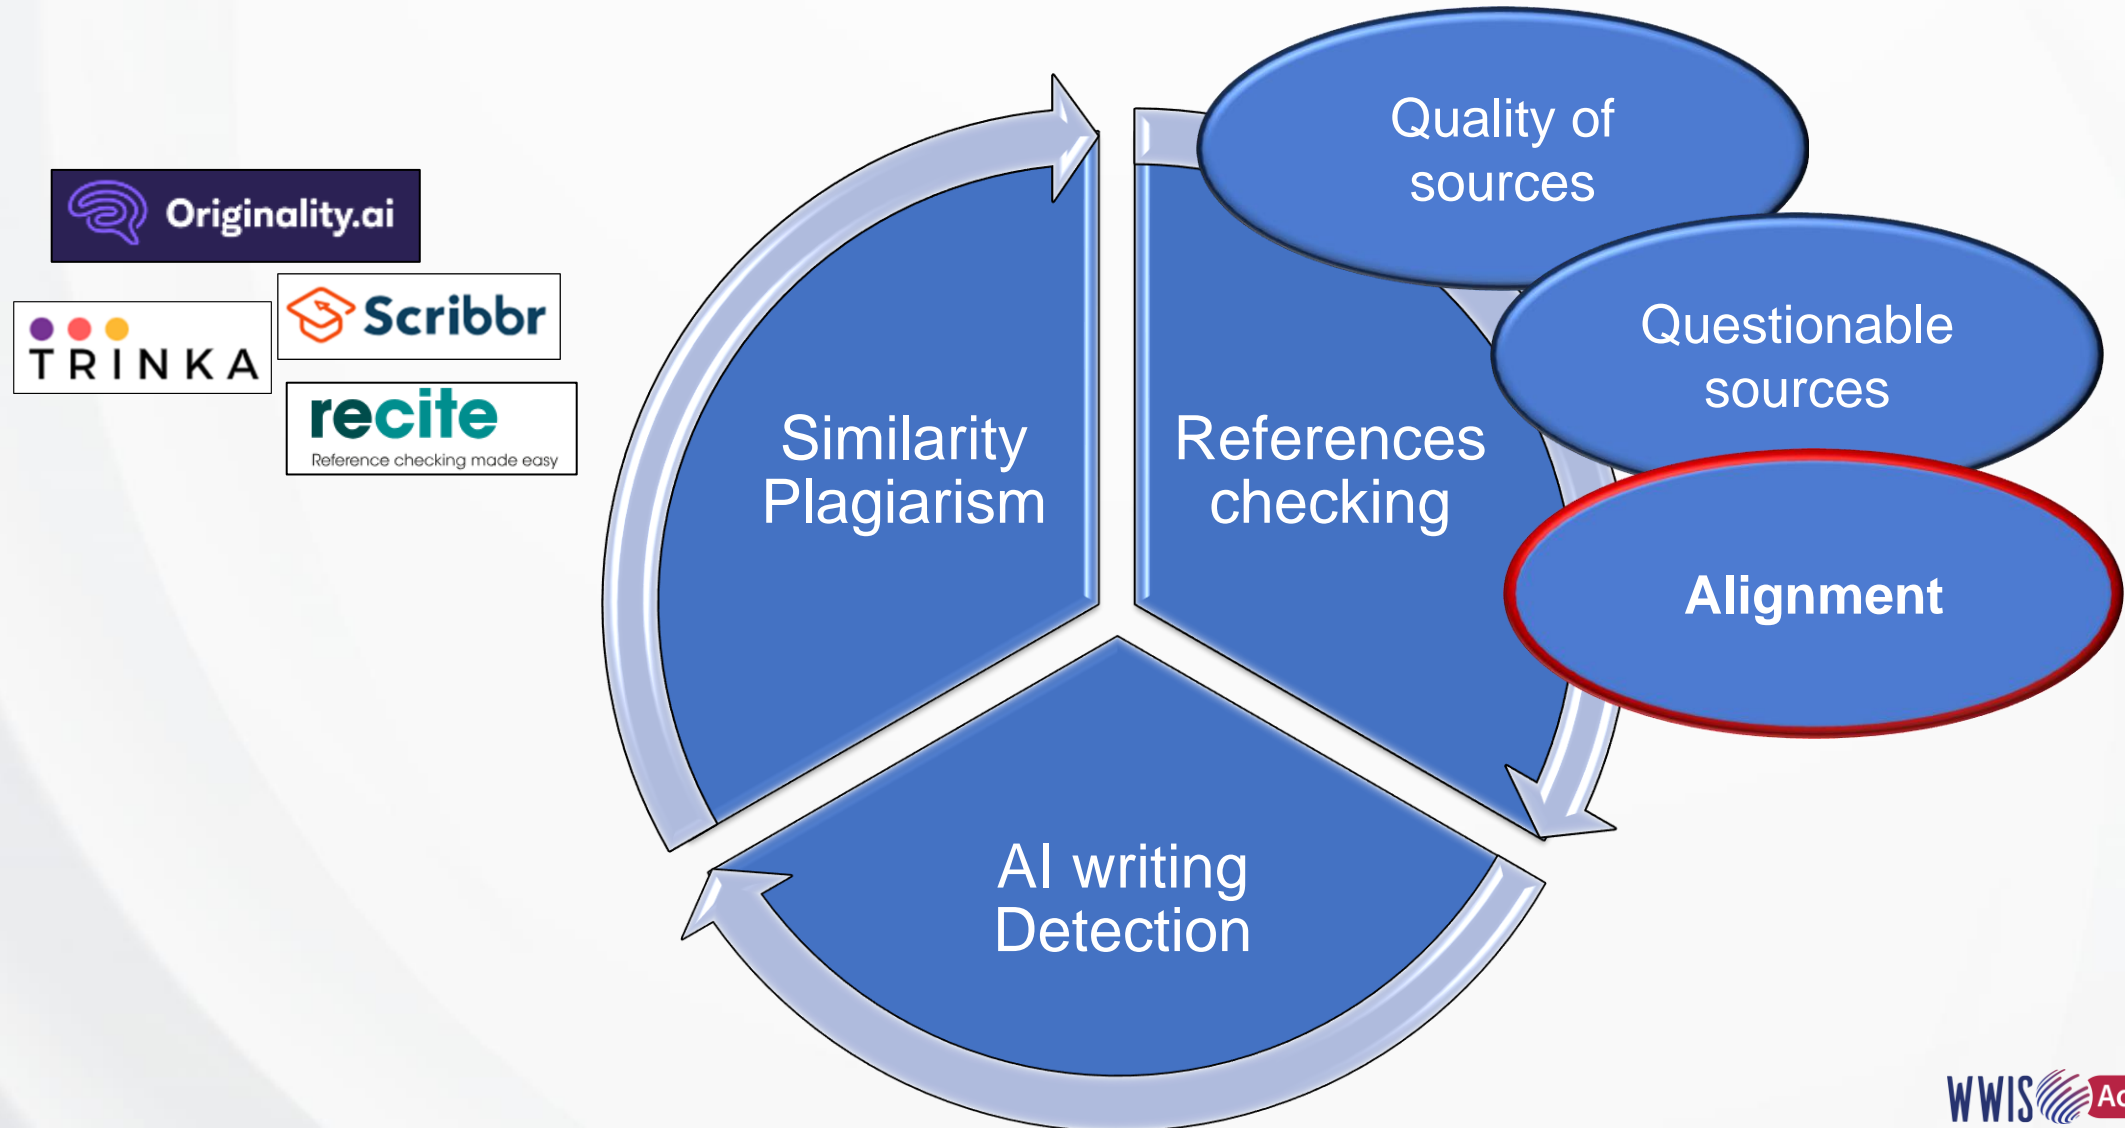 Originality.ai
Scribbr
TRINKA
recite
Reference checking made easy
Similarity
Plagiarism
References
checking
AI writing
Detection
Quality of
sources
Questionable
sources
Alignment
WWIS